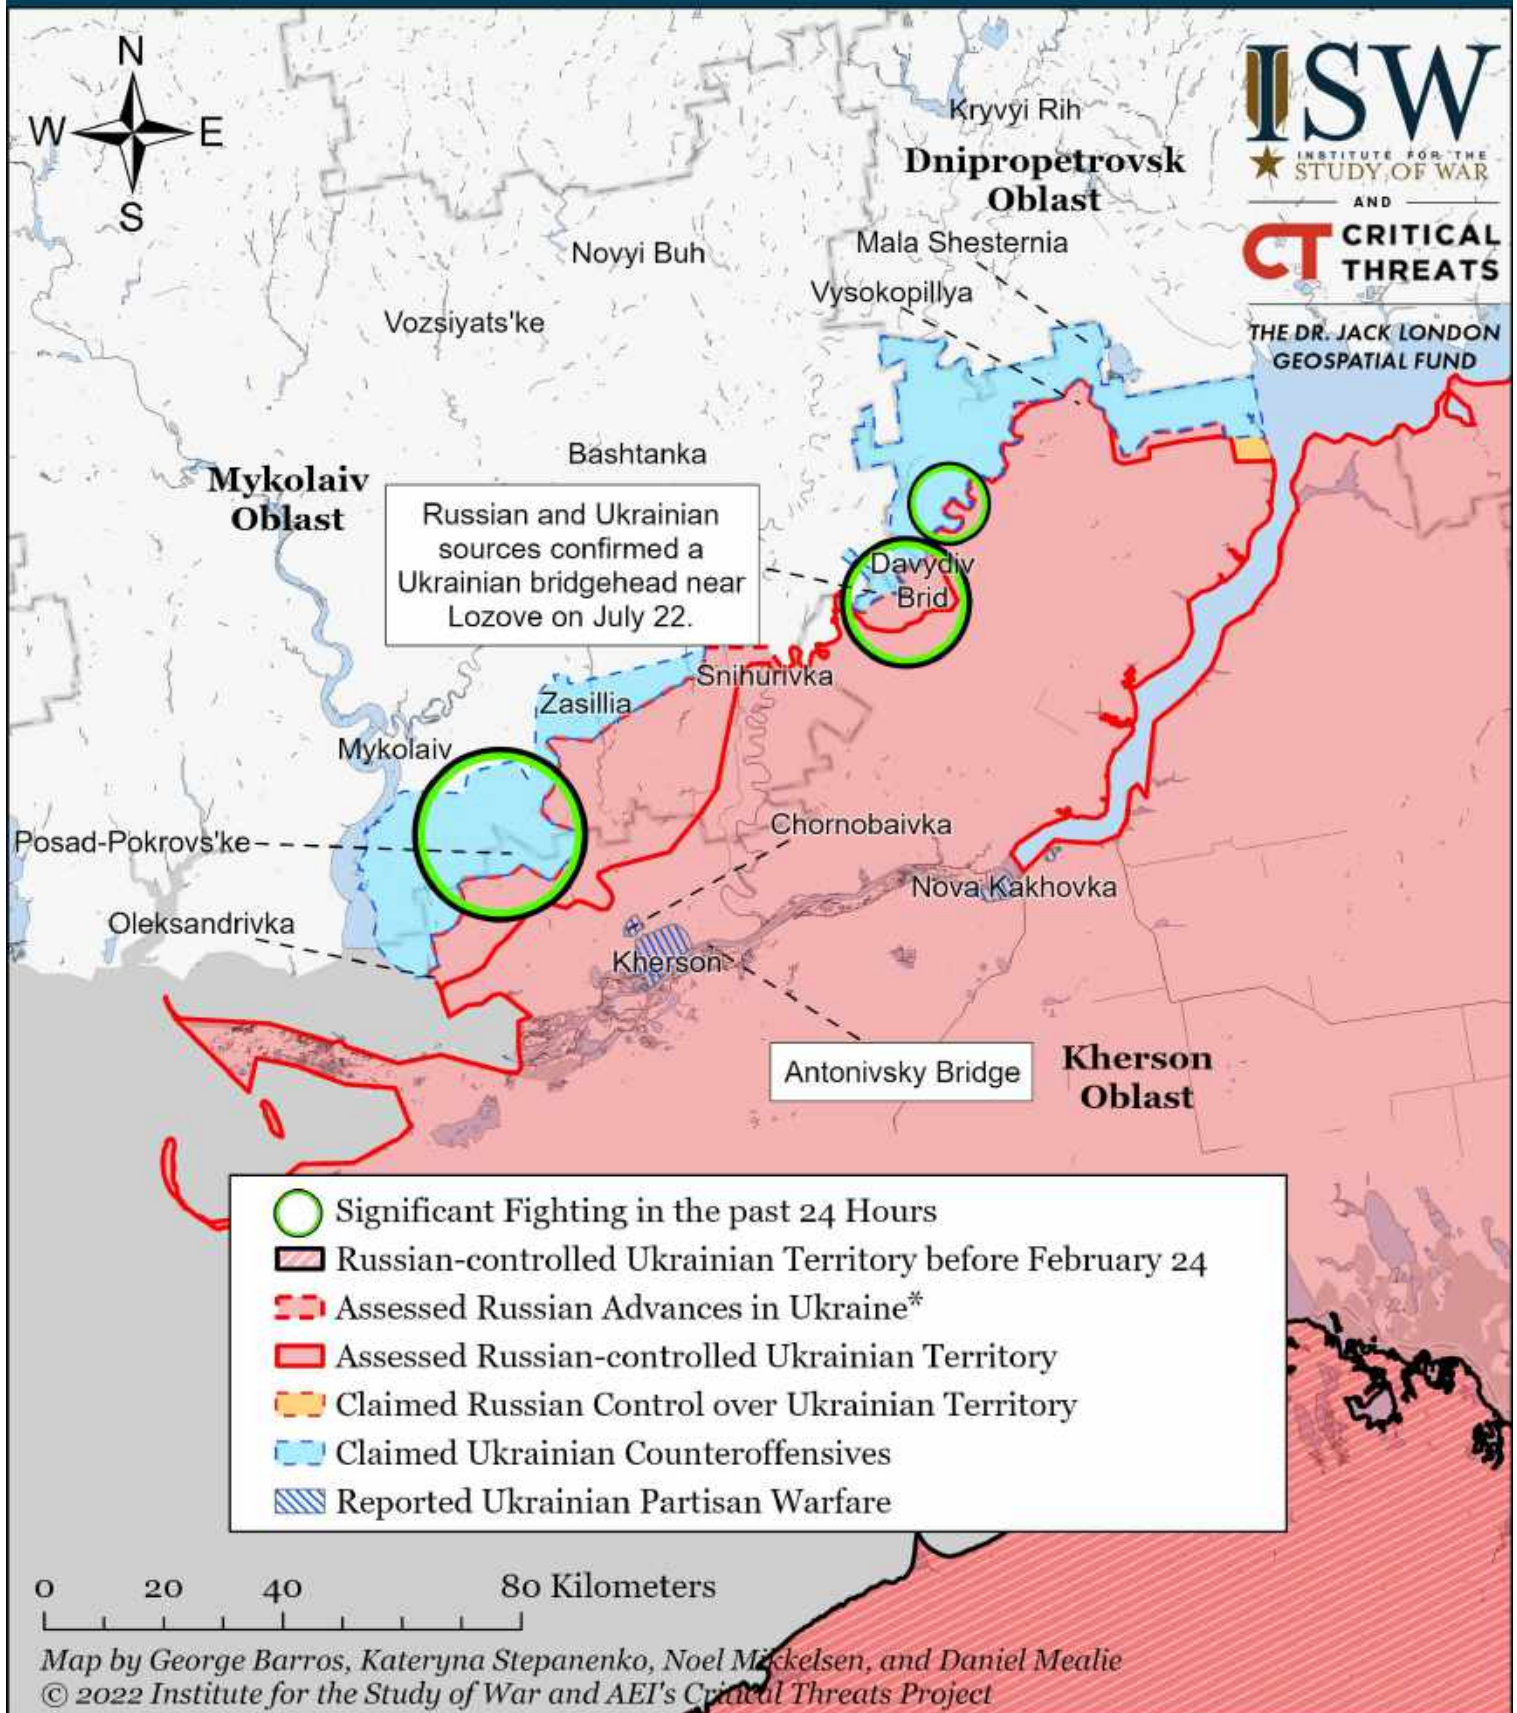 N
W E
S
ISW
INSTITUTE FOR THE
STUDY OF WAR
AND
CT CRITICAL
THREATS
THE DR. JACK LONDON
GEOSPATIAL FUND
Kryvyi Rih
Dnipropetrovsk
Oblast
Mala Shesternia
Novyi Buh
Vysokopillya
Vozsiyats'ke
Bashtanka
Mykolaiv
Oblast
Russian and Ukrainian
sources confirmed a
Ukrainian bridgehead near
Lozove on July 22.
Davydiv
Brid
Snihurivka
Zasillia
Mykolaiv
Chornobaivka
Posad-Pokrovs'ke
Nova Kakhovka
Oleksandrivka
Kherson
Antonivsky Bridge
Kherson
Oblast
Significant Fighting in the past 24 Hours
Russian-controlled Ukrainian Territory before February 24
Assessed Russian Advances in Ukraine*
Assessed Russian-controlled Ukrainian Territory
Claimed Russian Control over Ukrainian Territory
Claimed Ukrainian Counteroffensives
Reported Ukrainian Partisan Warfare
0 20 40 80 Kilometers
Map by George Barros, Kateryna Stepanenko, Noel Mikkelsen, and Daniel Mealie
© 2022 Institute for the Study of War and AEI's Critical Threats Project